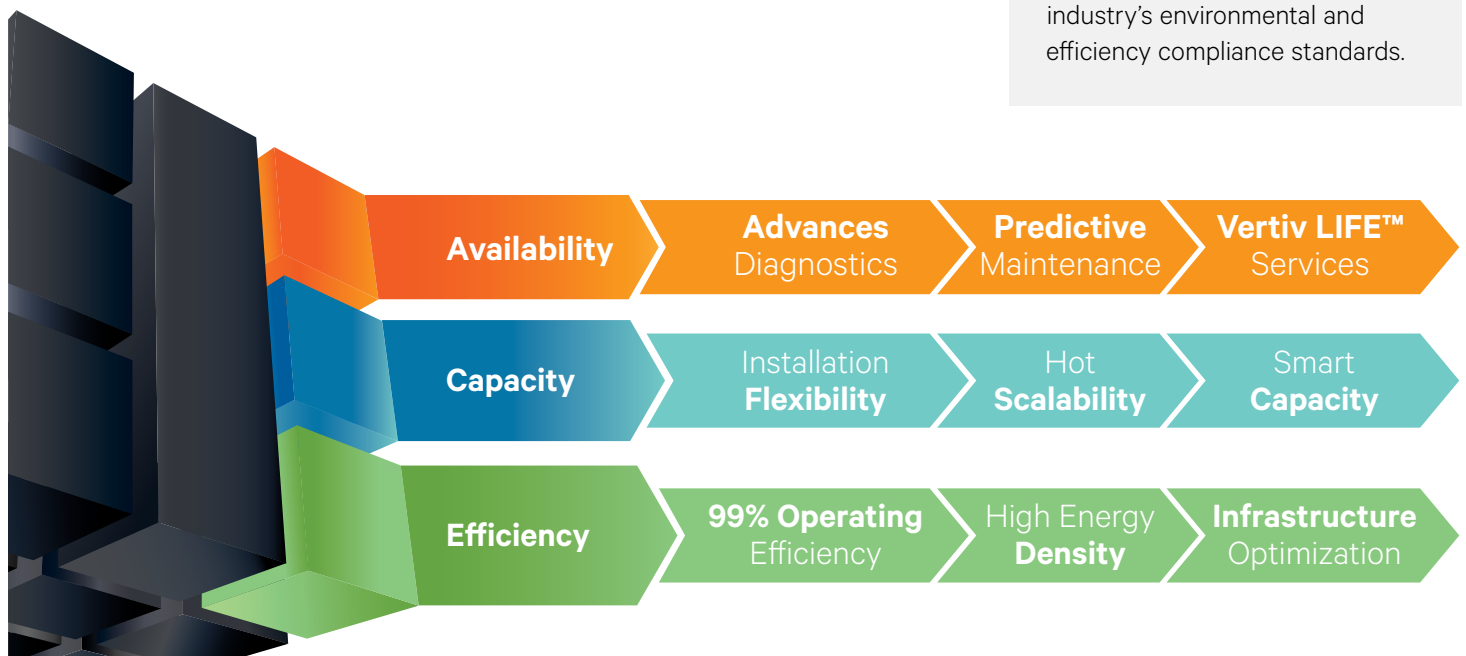 industry's environmental and
efficiency compliance standards.
Availability
Advances
Diagnostics
Predictive
Maintenance
Vertiv LIFE™
Services
Capacity
Installation
Flexibility
Hot
Scalability
Smart
Capacity
Efficiency
99% Operating
Efficiency
High Energy
Density
Infrastructure
Optimization